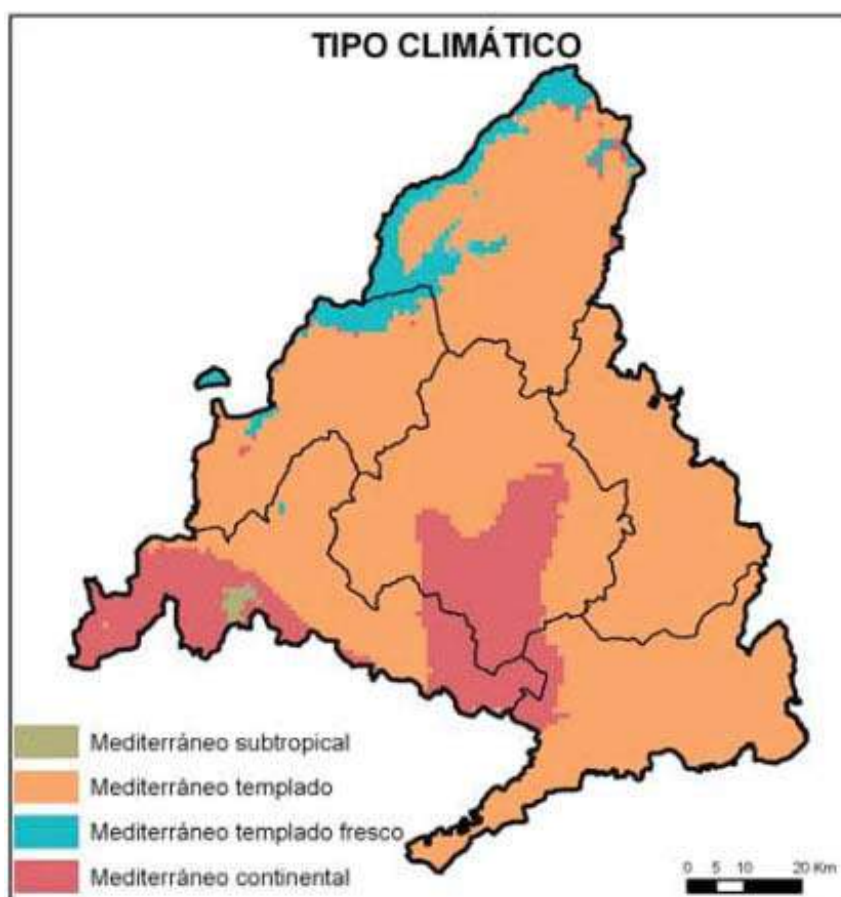 TIPO CLIMÁTICO
Mediterráneo subtropical
Mediterráneo templado
Mediterráneo templado fresco
Mediterráneo continental
0 5 10 20 Km